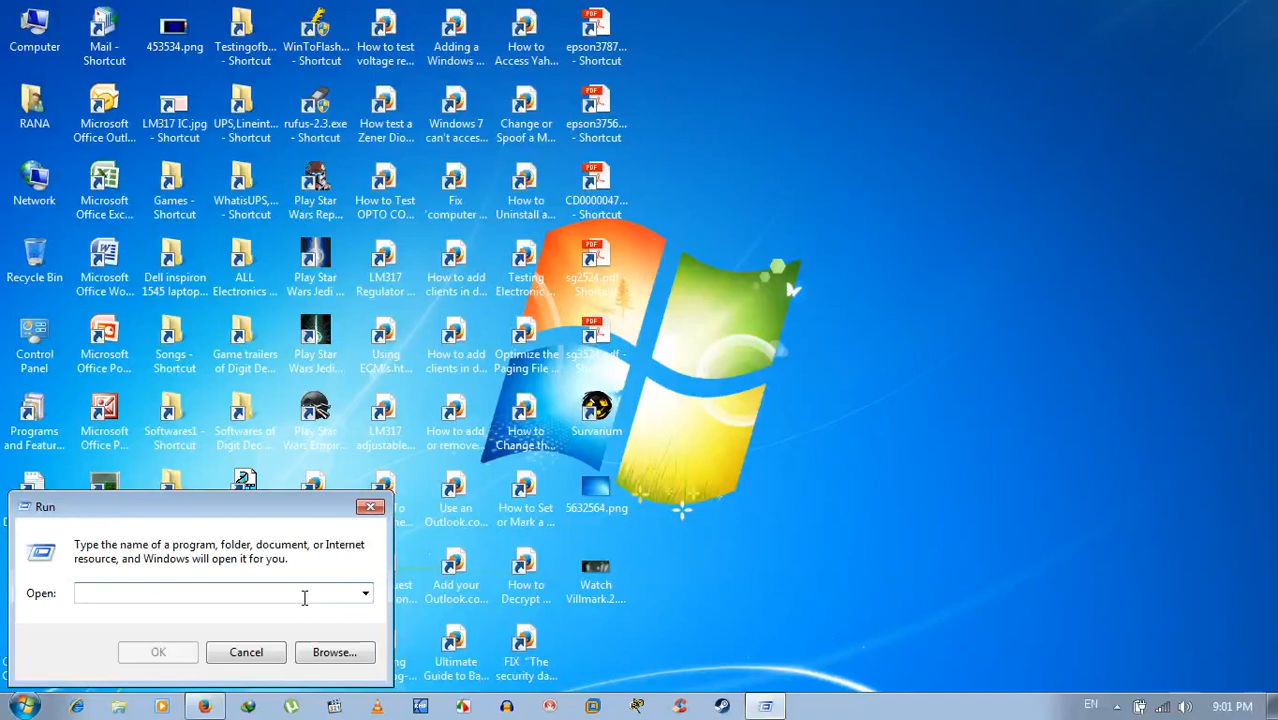 Computer
Mail -
Shortcut
453534.png
Testingofb...
- Shortcut
WinToFlash...
- Shortcut
How to test
voltage re...
Adding a
Windows ...
How to
Access Yah...
epson3787...
- Shortcut
RANA
Microsoft
Office Outl...
LM317 IC.jpg
- Shortcut
UPS,Lineint...
- Shortcut
rufus-2.3.exe
- Shortcut
How test a
Zener Dio...
Windows 7
can't acces...
Change or
Spoof a M...
epson3756...
- Shortcut
Network
Microsoft
Office Exc...
Games -
Shortcut
WhatisUPS,...
- Shortcut
Play Star
Wars Rep...
How to Test
OPTO CO...
Fix
'computer ...
How to
Uninstall a...
CD0000047...
- Shortcut
Recycle Bin
Microsoft
Office Wo...
Dell inspiron
1545 laptop...
ALL
Electronics ...
Play Star
Wars Jedi ...
LM317
Regulator ...
How to add
clients in d...
Testing
Electronic ...
sg2524.pdf -
Shortcut
Control
Panel
Microsoft
Office Po...
Songs -
Shortcut
Game trailers
of Digit De...
Play Star
Wars Jedi...
Using
ECM's.ht...
How to add
clients in d...
Optimize the
Paging File ...
sg3524.pdf -
Shortcut
Programs
and Featur...
Microsoft
Office P...
Softwares1 -
Shortcut
Softwares of
Digit Dec...
Play Star
Wars Empir...
LM317
adjustable...
How to add
or remove...
How to
Change th...
Survarium
Use an
Outlook.co...
How to Set
or Mark a ...
5632564.png
Add your
Outlook.co...
How to
Decrypt ...
Watch
Villmark.2....
Ultimate
Guide to Ba...
FIX "The
security da...
Run
Type the name of a program, folder, document, or Internet
resource, and Windows will open it for you.
Open:
OK
Cancel
Browse...
EN
9:01 PM